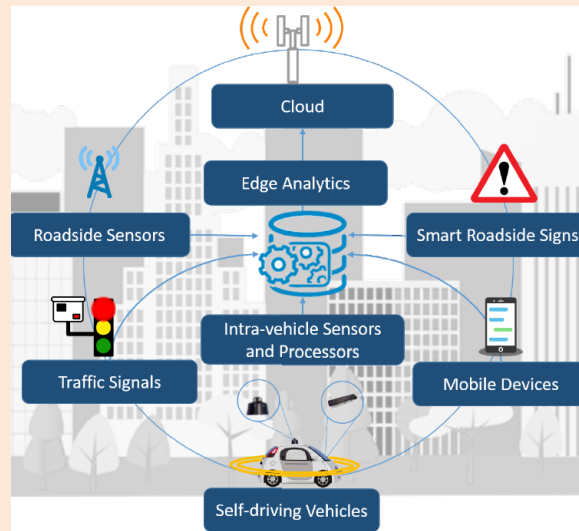 Cloud
Edge Analytics
Roadside Sensors
Smart Roadside Signs
Intra-vehicle Sensors
and Processors
Traffic Signals
Mobile Devices
Self-driving Vehicles